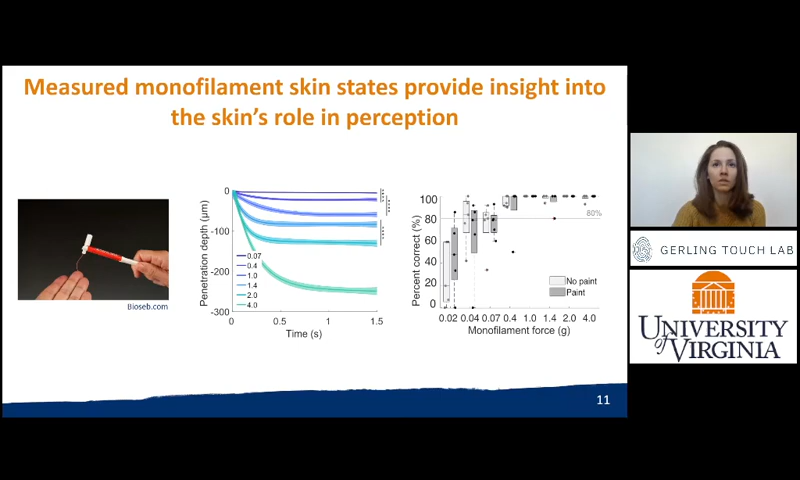 Measured monofilament skin states provide insight into
the skin's role in perception
Bioseb.com
Penetration depth (µm)
0
-100
-200
-300
0.07
0.4
1.0
1.4
2.0
4.0
0 0.5 1 1.5
Time (s)
Percent correct (%)
100
80
60
40
20
0
80%
No paint
Paint
0.02 0.04 0.07 0.4 1.0 1.4 2.0 4.0
Monofilament force (g)
11
GERLING TOUCH LAB
UNIVERSITY
of VIRGINIA